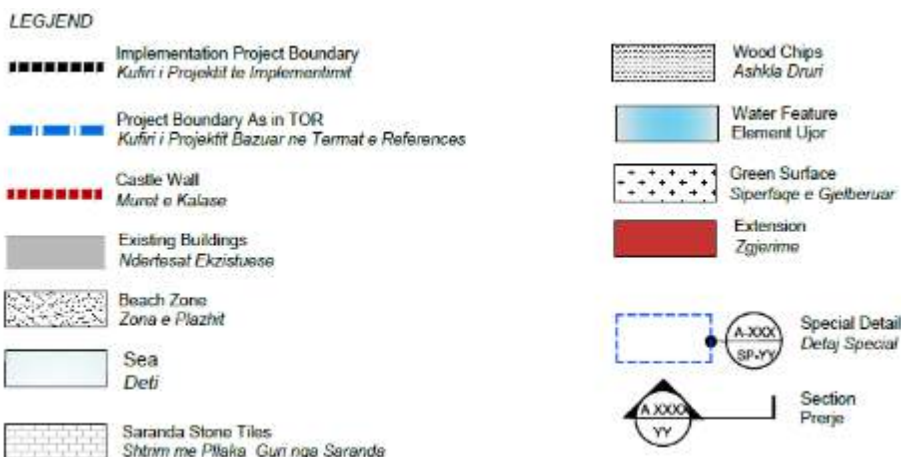 LEGJEND
Implementation Project Boundary
Kufiri i Projektit te Implementimit
Project Boundary As in TOR
Kufiri i Projektit Bazuar ne Termat e References
Castle Wall
Muret e Kalase
Existing Buildings
Ndertesat Ekzistuese
Beach Zone
Zona e Plazhit
Sea
Deti
Saranda Stone Tiles
Shtrim me Pllaka Guri nga Saranda
Wood Chips
Ashkla Druri
Water Feature
Element Ujor
Green Surface
Siperfaqe e Gjelberuar
Extension
Zgjerime
A-XXX
SP-YY
Special Detail
Detaj Special
A XXXX
YY
Section
Prerje